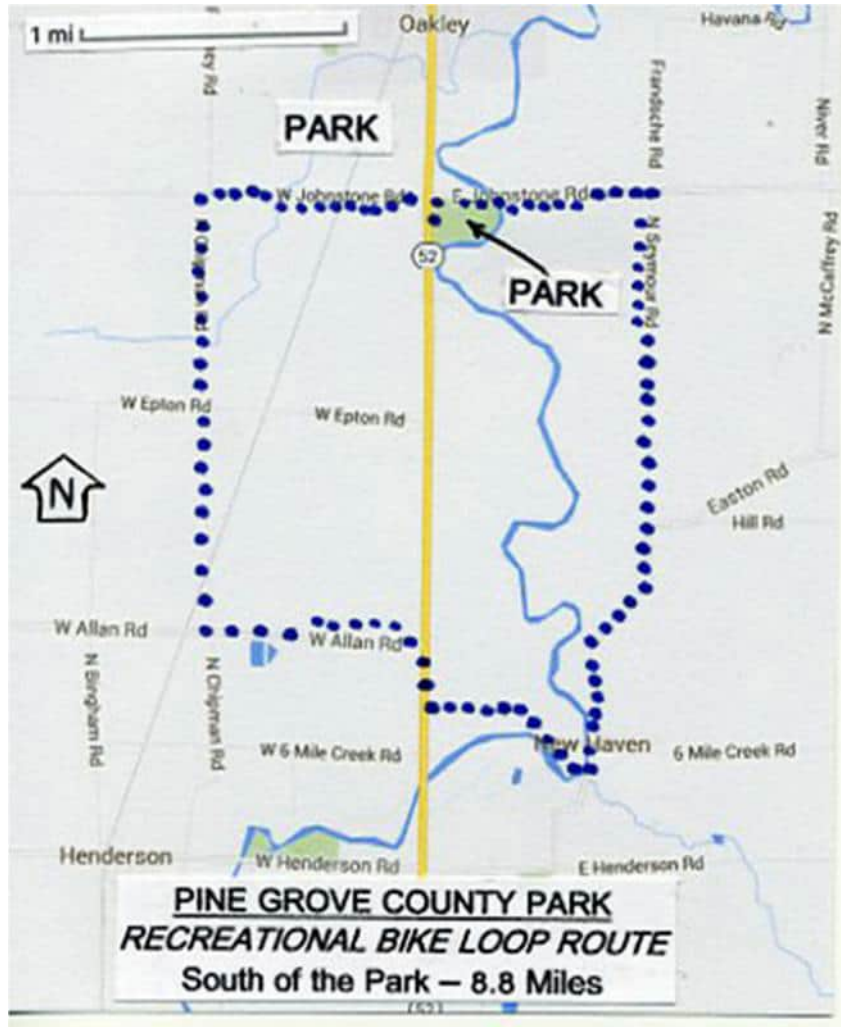 1 mi
Oakley
Havana Rd
Frandsche Rd
Niver Rd
PARK
W Johnstone Rd
E Johnstone Rd
N Seymour Rd
N McCaffrey Rd
52
PARK
W Epton Rd
W Epton Rd
N
Easton Rd
Hill Rd
W Allan Rd
W Allan Rd
N Bingham Rd
N Chipman Rd
W 6 Mile Creek Rd
New Haven
6 Mile Creek Rd
Henderson
W Henderson Rd
E Henderson Rd
PINE GROVE COUNTY PARK
RECREATIONAL BIKE LOOP ROUTE
South of the Park – 8.8 Miles
(52)